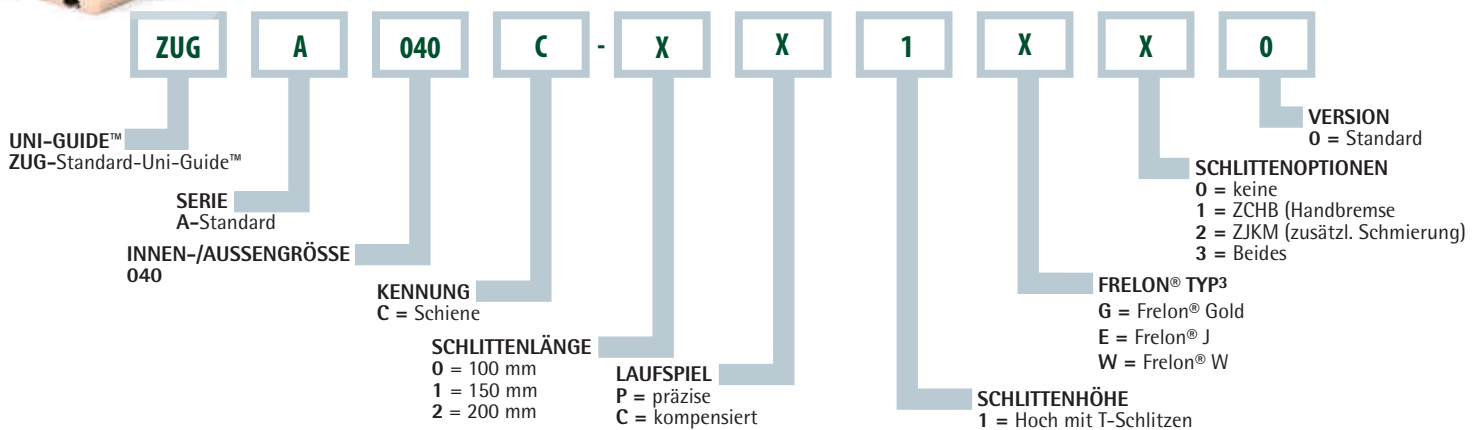 ZUG A 040 C - X X 1 X X 0
UNI-GUIDE™
ZUG-Standard-Uni-Guide™
SERIE
A-Standard
INNEN-/AUSSENGRÖSSE
040
KENNUNG
C = Schiene
SCHLITTENLÄNGE
0 = 100 mm
1 = 150 mm
2 = 200 mm
LAUFSPIEL
P = präzise
C = kompensiert
SCHLITTENHÖHE
1 = Hoch mit T-Schlitzen
FRELON® TYP3
G = Frelon® Gold
E = Frelon® J
W = Frelon® W
SCHLITTENOPTIONEN
0 = keine
1 = ZCHB (Handbremse
2 = ZJKM (zusätzl. Schmierung)
3 = Beides
VERSION
0 = Standard